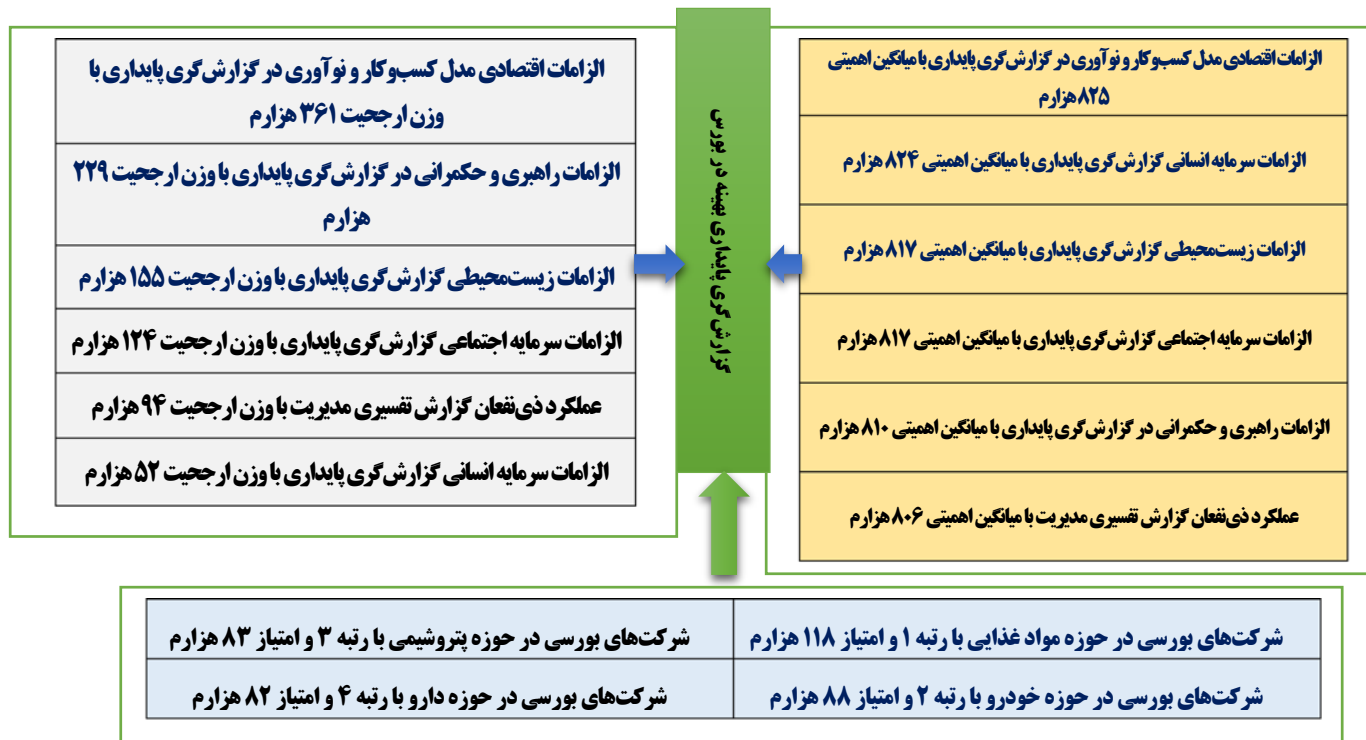 الزامات اقتصادی مدل کسب‌وکار و نوآوری در گزارش‌گری پایداری با میانگین اهمیتی
۸۲۵ هزارم
الزامات سرمایه انسانی گزارش‌گری پایداری با میانگین اهمیتی ۸۲۴ هزارم
الزامات زیست‌محیطی گزارش‌گری پایداری با میانگین اهمیتی ۸۱۷ هزارم
الزامات سرمایه اجتماعی گزارش‌گری پایداری با میانگین اهمیتی ۸۱۷ هزارم
الزامات راهبری و حکمرانی در گزارش‌گری پایداری با میانگین اهمیتی ۸۱۰ هزارم
عملکرد ذی‌نفعان گزارش تفسیری مدیریت با میانگین اهمیتی ۸۰۶ هزارم
گزارش‌گری پایداری بهینه در بورس
الزامات اقتصادی مدل کسب‌وکار و نوآوری در گزارش‌گری پایداری با
وزن ارجحیت ۳۶۱ هزارم
الزامات راهبری و حکمرانی در گزارش‌گری پایداری با وزن ارجحیت ۲۲۹
هزارم
الزامات زیست‌محیطی گزارش‌گری پایداری با وزن ارجحیت ۱۵۵ هزارم
الزامات سرمایه اجتماعی گزارش‌گری پایداری با وزن ارجحیت ۱۲۴ هزارم
عملکرد ذی‌نفعان گزارش تفسیری مدیریت با وزن ارجحیت ۹۴ هزارم
الزامات سرمایه انسانی گزارش‌گری پایداری با وزن ارجحیت ۵۲ هزارم
شرکت‌های بورسی در حوزه مواد غذایی با رتبه ۱ و امتیاز ۱۱۸ هزارم
شرکت‌های بورسی در حوزه پتروشیمی با رتبه ۳ و امتیاز ۸۳ هزارم
شرکت‌های بورسی در حوزه خودرو با رتبه ۲ و امتیاز ۸۸ هزارم
شرکت‌های بورسی در حوزه دارو با رتبه ۴ و امتیاز ۸۲ هزارم